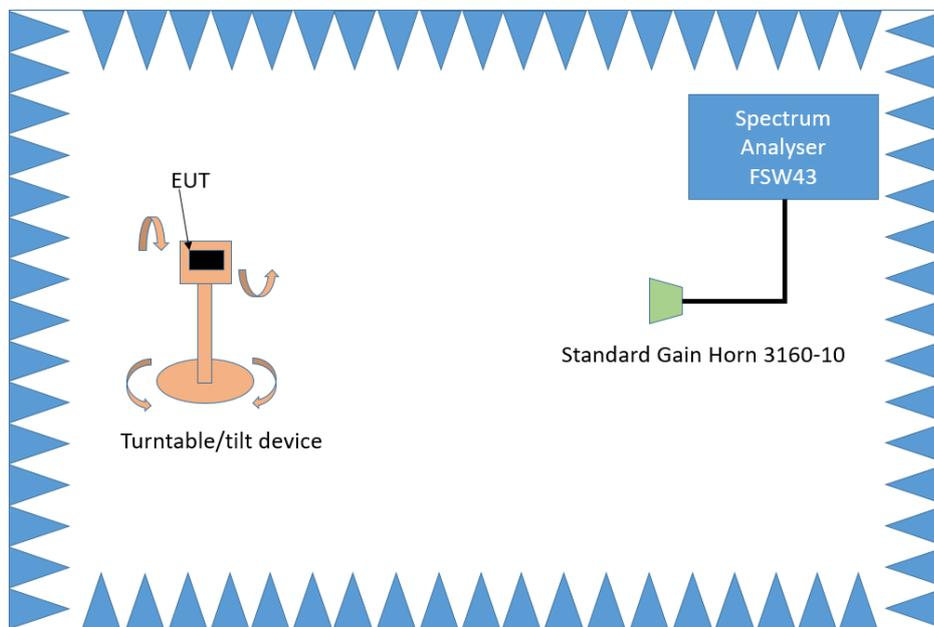 Spectrum
Analyser
FSW43
EUT
Standard Gain Horn 3160-10
Turntable/tilt device